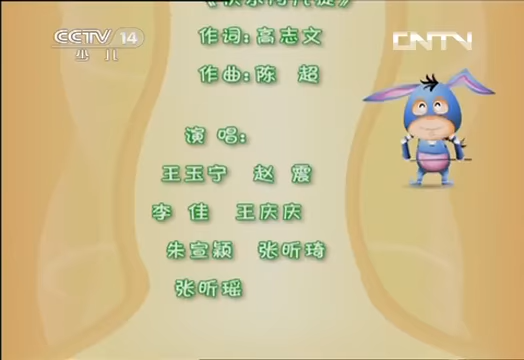 CCTV 14
少儿
CNTV
作词:高志文
作曲:陈 超
演 唱:
王玉宁 赵 震
李 佳 王庆庆
朱宣颖 张昕琦
张昕瑶